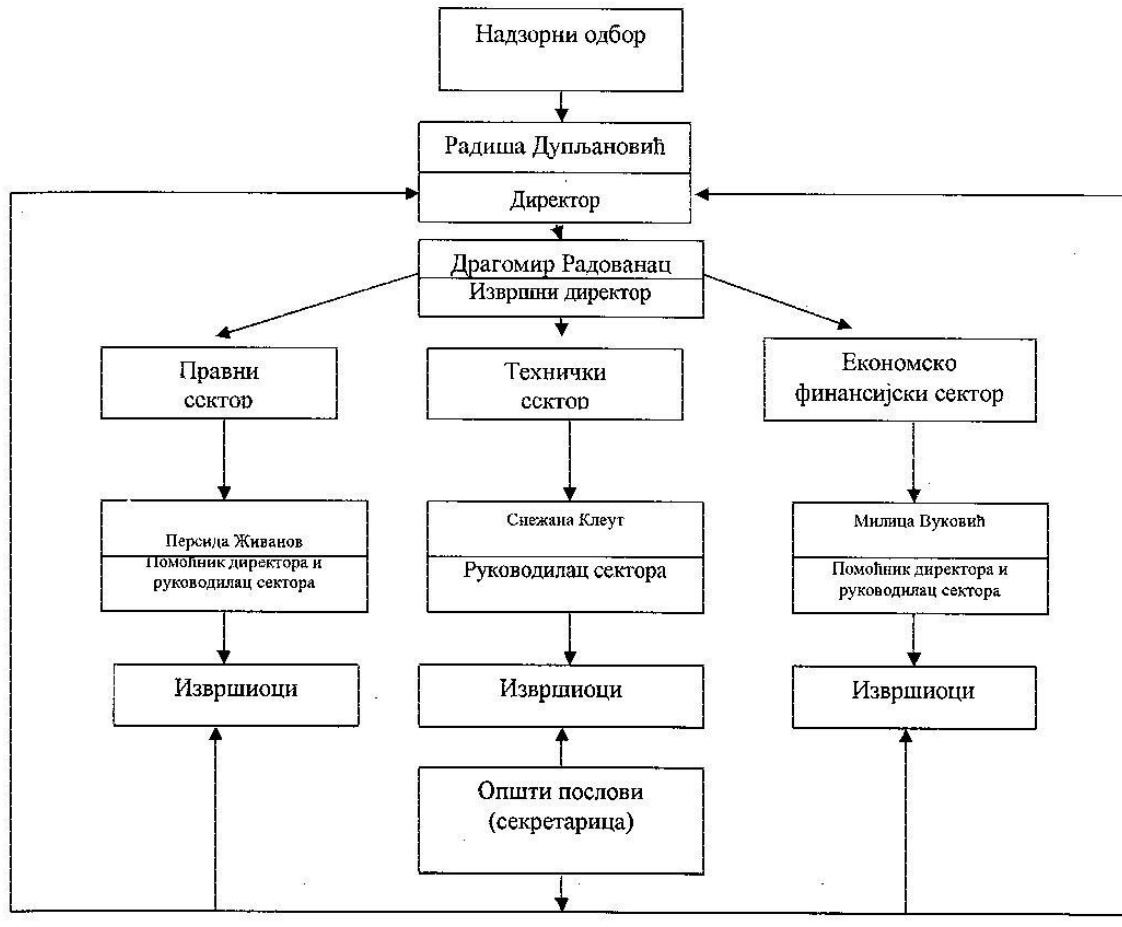 Надзорни одбор
Радиша Дупљановић
Директор
Драгомир Радованац
Извршни директор
Правни
сектор
Технички
сектор
Економско
финансијски сектор
Персида Живанов
Помоћник директора и
руководилац сектора
Снежана Клеут
Руководилац сектора
Милица Вуковић
Помоћник директора и
руководилац сектора
Извршиоци
Извршиоци
Извршиоци
Општи послови
(секретарица)